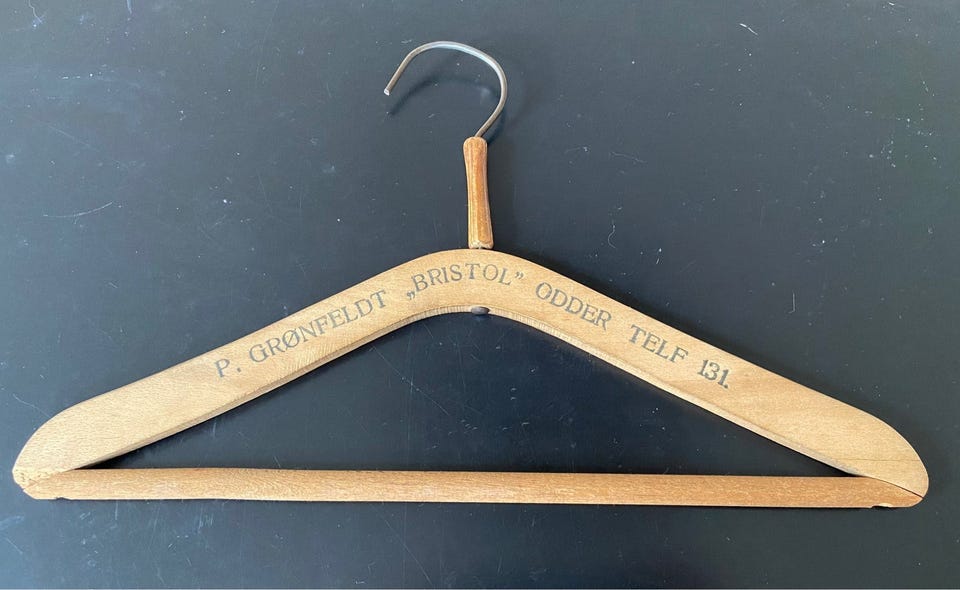 P. GRØNFELDT „BRISTOL” ODDER TELF 131.